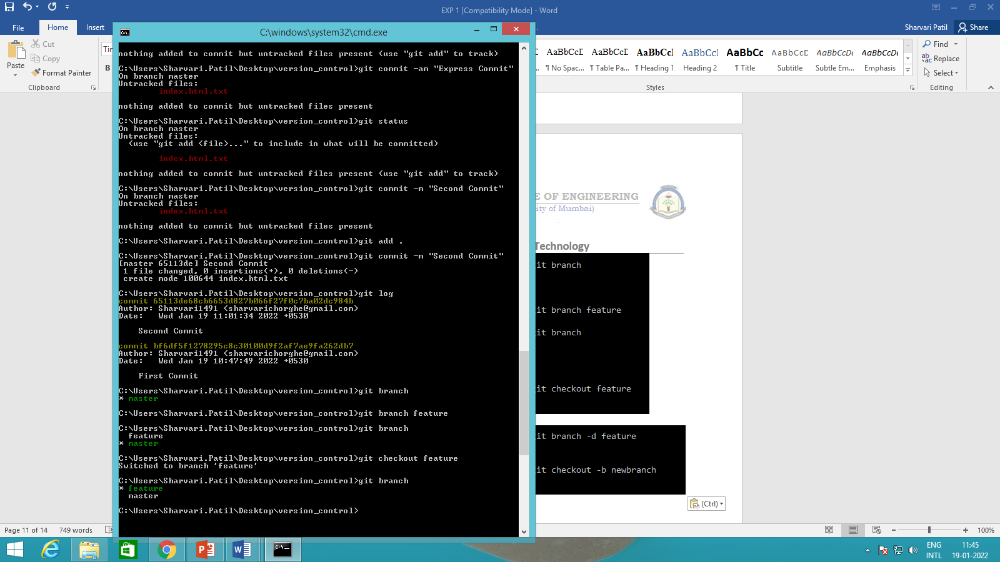 EXP 1 [Compatibility Mode] - Word
File
Home
Insert
Sharvari Patil
Share
C:\windows\system32\cmd.exe
Paste
Cut
Copy
Format Painter
Clipboard
Tin
B
AaBbCcD
AaBbCcD
AaBbCcl
AaBbCcl
AaBbCc
AaBbCcD
AaBbCcDc
AaBbCcDc
¶ No Spac...
¶ Table Pa...
¶ Heading 1
Heading 2
¶ Title
Subtitle
Subtle Em...
Emphasis
Styles
Find
Replace
Select
Editing
nothing added to commit but untracked files present (use "git add" to track)
C:\Users\Sharvari.Patil\Desktop\version_control>git commit -am "Express Commit"
On branch master
Untracked files:
index.html.txt
nothing added to commit but untracked files present
C:\Users\Sharvari.Patil\Desktop\version_control>git status
On branch master
Untracked files:
(use "git add <file>..." to include in what will be committed)
index.html.txt
nothing added to commit but untracked files present (use "git add" to track)
C:\Users\Sharvari.Patil\Desktop\version_control>git commit -m "Second Commit"
On branch master
Untracked files:
index.html.txt
nothing added to commit but untracked files present
C:\Users\Sharvari.Patil\Desktop\version_control>git add .
C:\Users\Sharvari.Patil\Desktop\version_control>git commit -m "Second Commit"
[master 65113de] Second Commit
1 file changed, 0 insertions(+), 0 deletions(-)
create mode 100644 index.html.txt
C:\Users\Sharvari.Patil\Desktop\version_control>git log
commit 65113de68cb6653d827b066f27f0c7ba02dc984b
Author: Sharvari1491 <sharvarichorghe@gmail.com>
Date:   Wed Jan 19 11:01:34 2022 +0530
Second Commit
commit bf6df5f1278295c8c30100d9f2af7ae9fa262db7
Author: Sharvari1491 <sharvarichorghe@gmail.com>
Date:   Wed Jan 19 10:47:49 2022 +0530
First Commit
C:\Users\Sharvari.Patil\Desktop\version_control>git branch
* master
C:\Users\Sharvari.Patil\Desktop\version_control>git branch feature
C:\Users\Sharvari.Patil\Desktop\version_control>git branch
feature
* master
C:\Users\Sharvari.Patil\Desktop\version_control>git checkout feature
Switched to branch 'feature'
C:\Users\Sharvari.Patil\Desktop\version_control>git branch
* feature
master
C:\Users\Sharvari.Patil\Desktop\version_control>
E OF ENGINEERING
ity of Mumbai)
Technology
git branch
git branch feature
git branch
git checkout feature
git branch -d feature
git checkout -b newbranch
(Ctrl)
Page 11 of 14
749 words
100%
ENG
INTL
11:45
19-01-2022